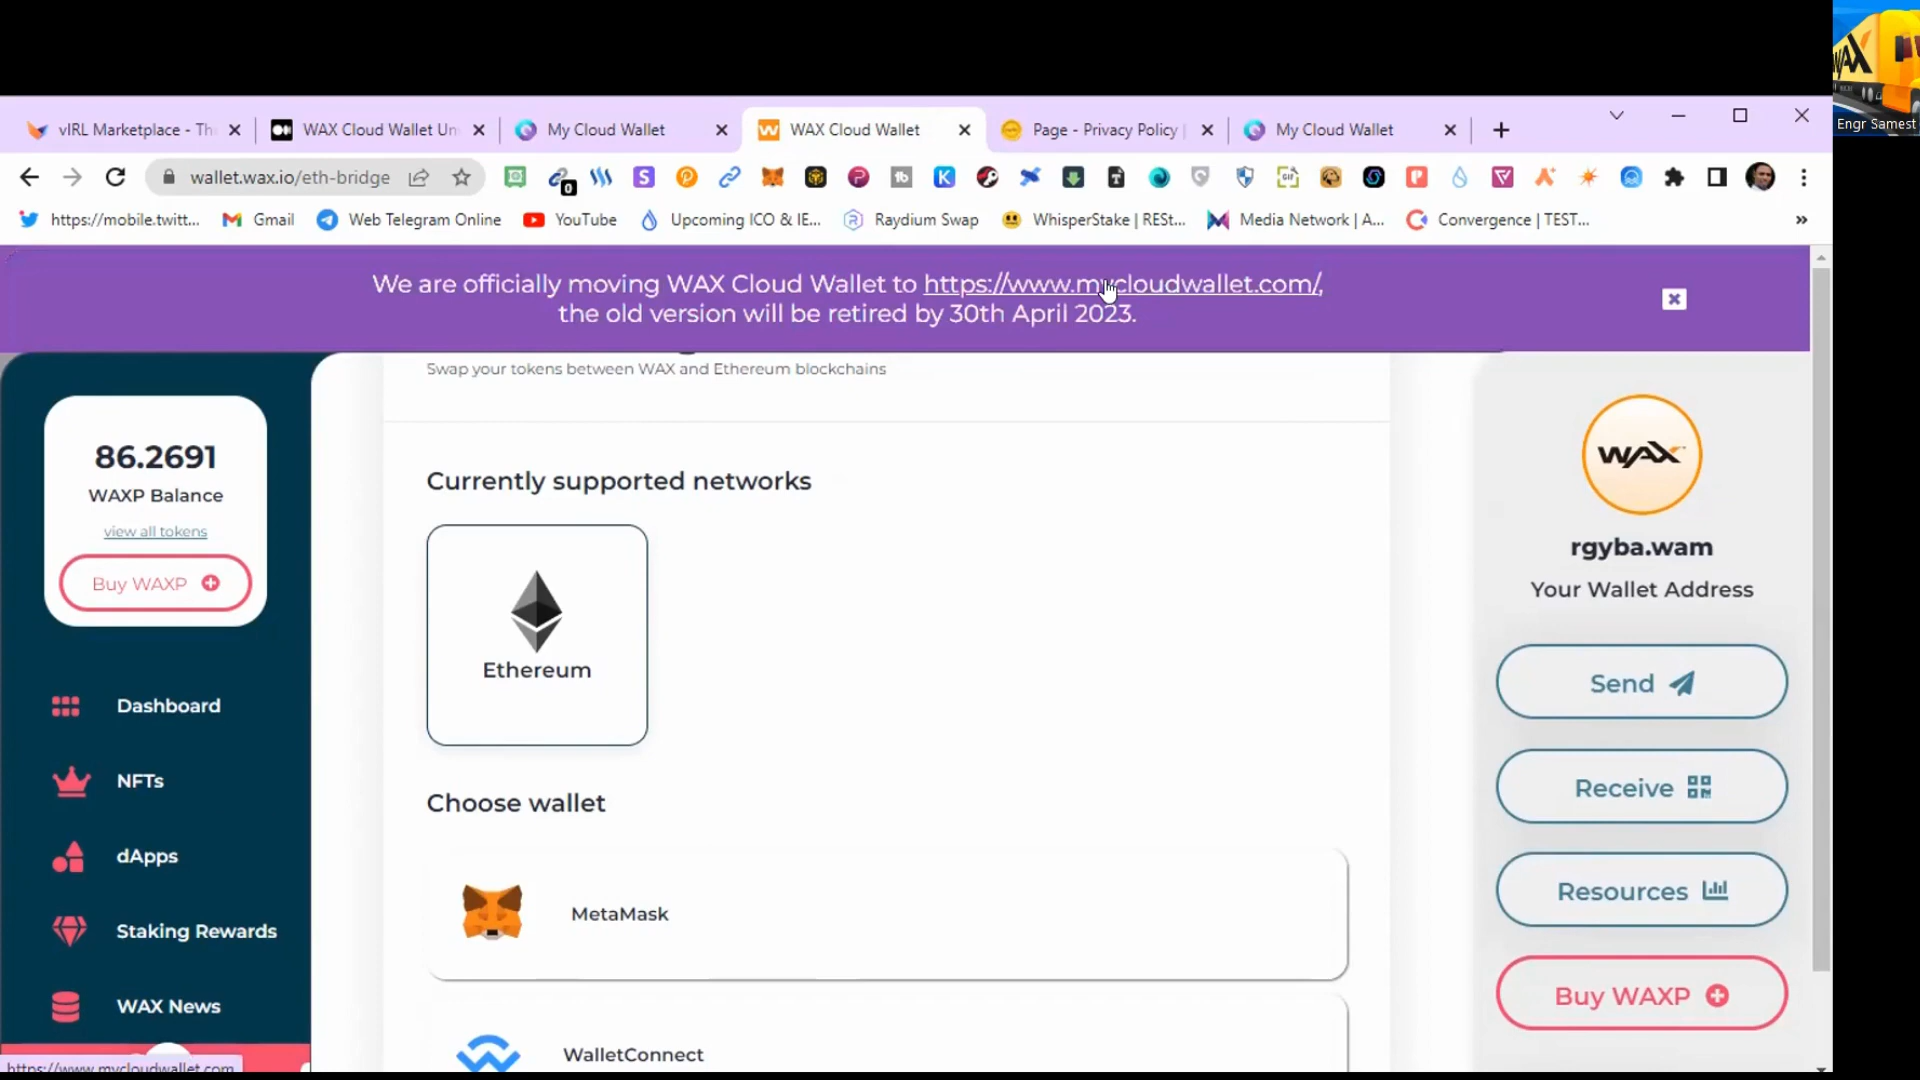 WAX
Engr Samest
vIRL Marketplace - Th
WAX Cloud Wallet Un
My Cloud Wallet
WAX Cloud Wallet
Page - Privacy Policy
My Cloud Wallet
wallet.wax.io/eth-bridge
0
https://mobile.twitt...
Gmail
Web Telegram Online
YouTube
Upcoming ICO & IE...
Raydium Swap
WhisperStake | RESt...
Media Network | A...
Convergence | TEST...
»
We are officially moving WAX Cloud Wallet to https://www.mycloudwallet.com/,
the old version will be retired by 30th April 2023.
Swap your tokens between WAX and Ethereum blockchains
86.2691
WAXP Balance
view all tokens
Buy WAXP
Dashboard
NFTs
dApps
Staking Rewards
WAX News
Currently supported networks
Ethereum
Choose wallet
MetaMask
WalletConnect
WAX
rgyba.wam
Your Wallet Address
Send
Receive
Resources
Buy WAXP
https://www.mycloudwallet.com